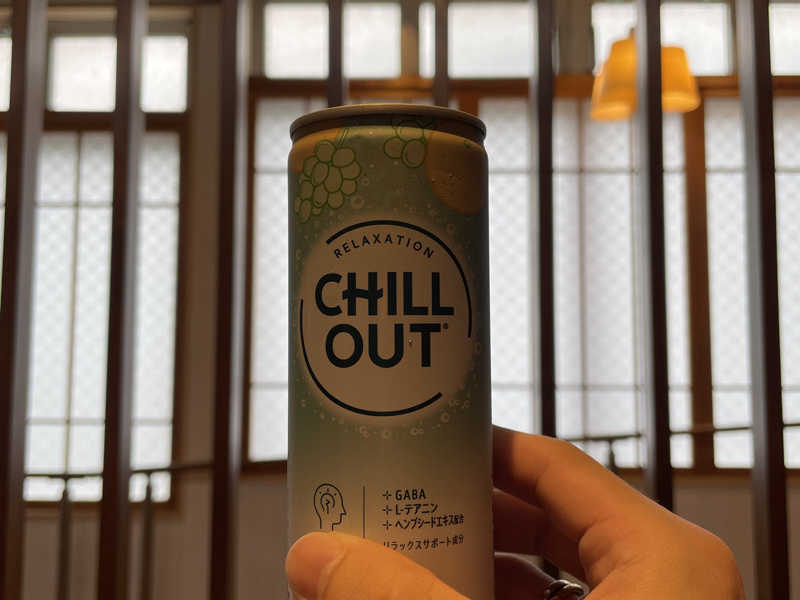 RELAXATION
CHILL
OUT®
GABA
L-テアニン
ヘンプシードエキス配合
リラックスサポート成分